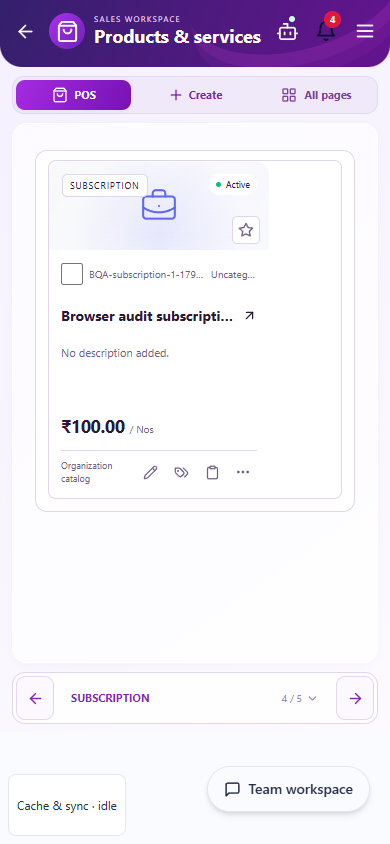 SALES WORKSPACE
Products & services
4
POS
Create
All pages
SUBSCRIPTION
Active
BQA-subscription-1-179... Uncateg...
Browser audit subscripti...
No description added.
₹100.00 / Nos
Organization
catalog
SUBSCRIPTION
4 / 5
Team workspace
Cache & sync · idle